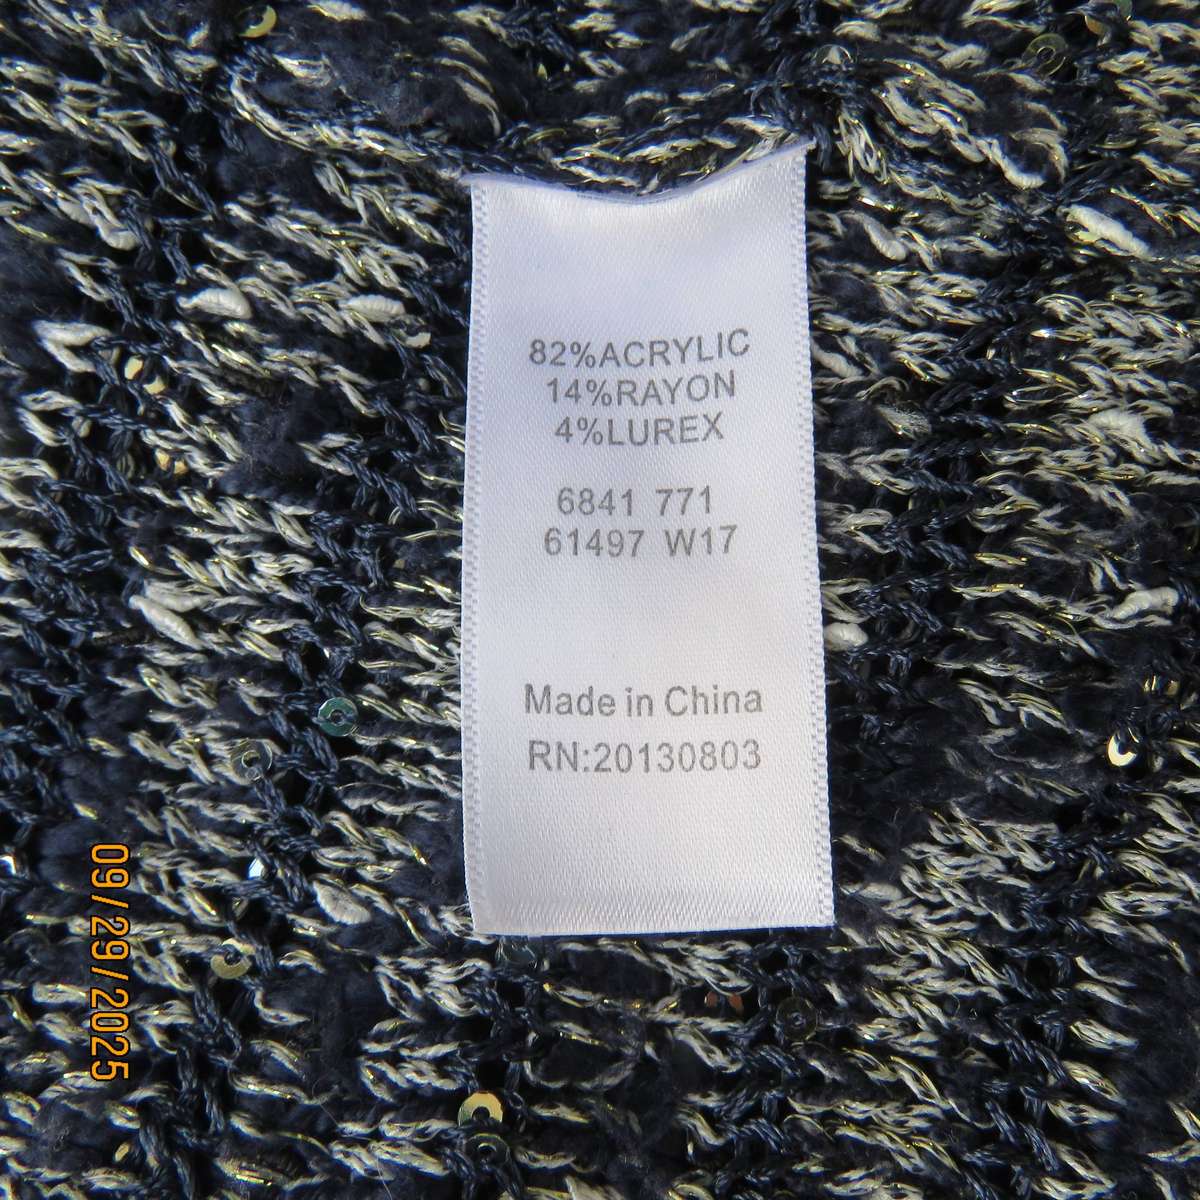 82%ACRYLIC
14%RAYON
4%LUREX
6841 771
61497 W17
Made in China
RN:20130803
09/29/2025